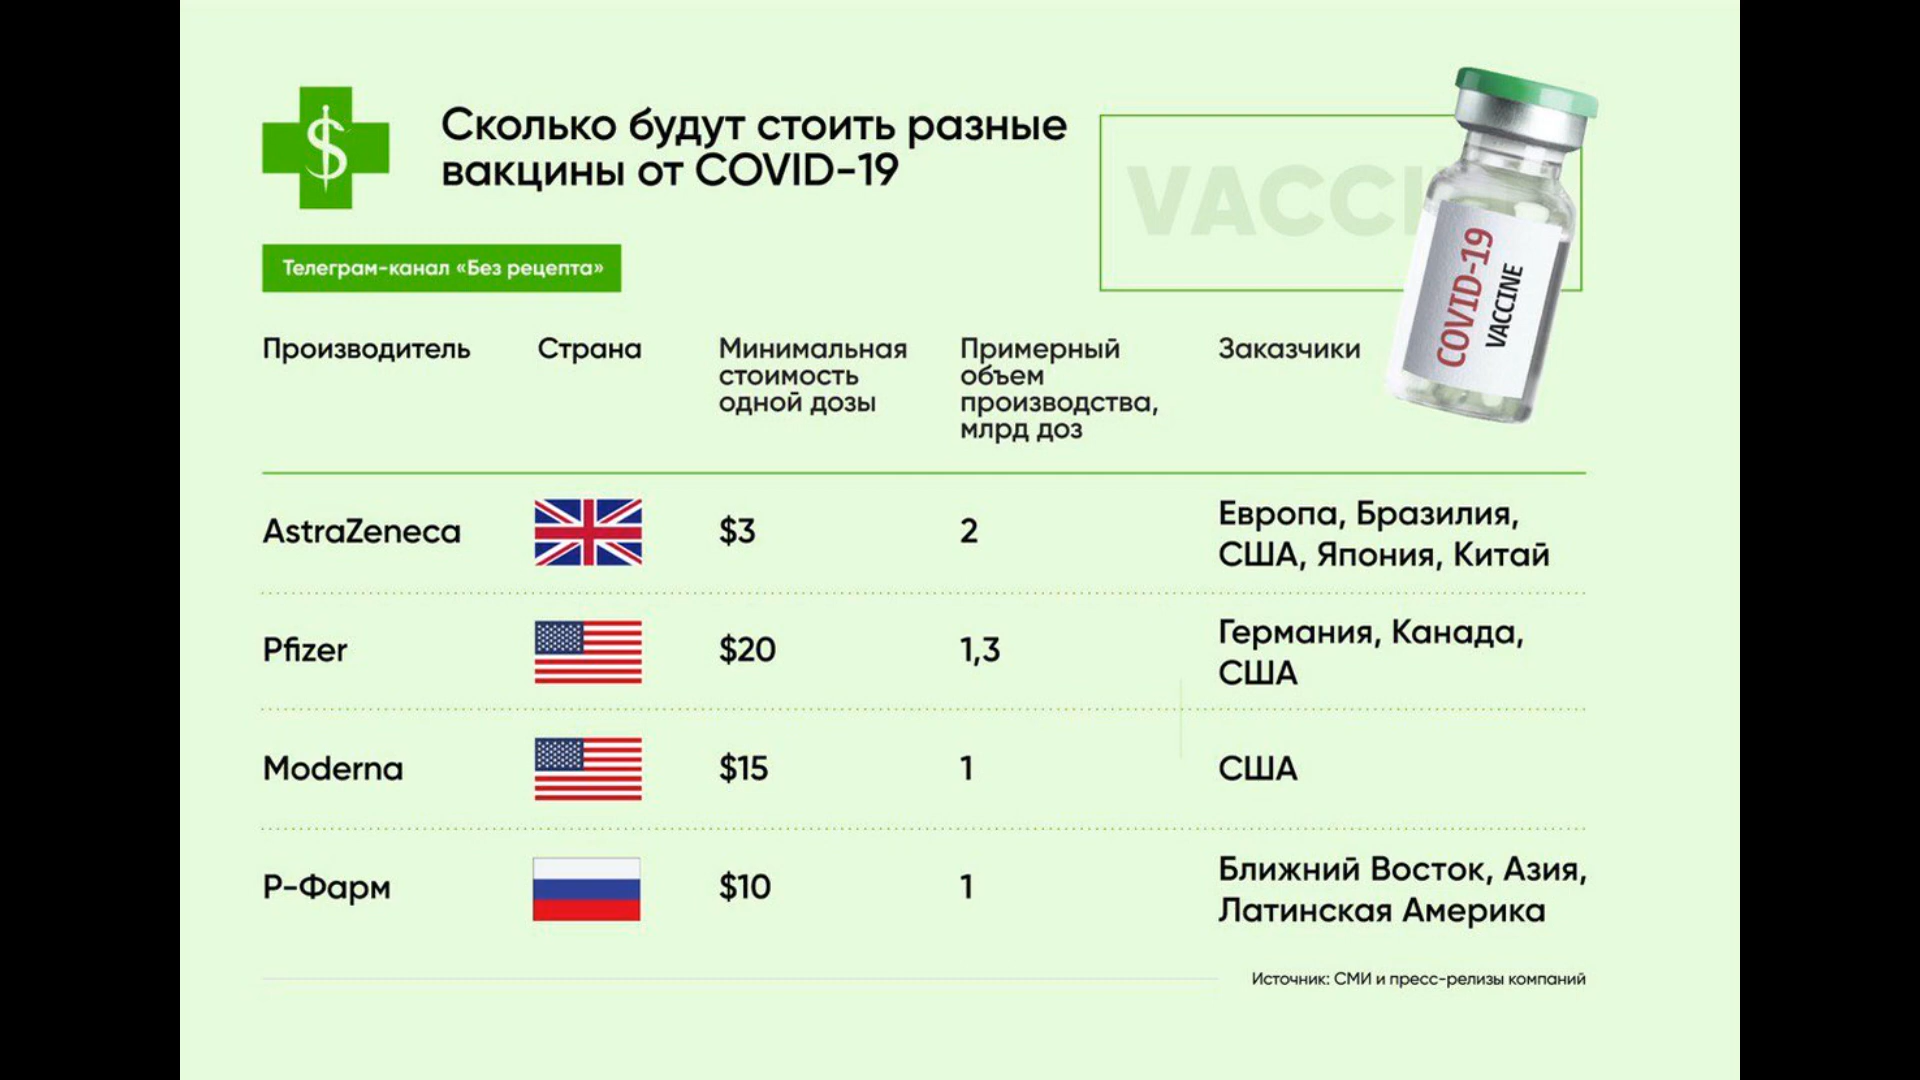 Сколько будут стоить разные
вакцины от COVID-19
VACCI
COVID-19
VACCINE
Телеграм-канал «Без рецепта»
Производитель
Страна
Минимальная
стоимость
одной дозы
Примерный
объем
производства,
млрд доз
Заказчики
AstraZeneca
$3
2
Европа, Бразилия,
США, Япония, Китай
Pfizer
$20
1,3
Германия, Канада,
США
Moderna
$15
1
США
Р-Фарм
$10
1
Ближний Восток, Азия,
Латинская Америка
Источник: СМИ и пресс-релизы компаний